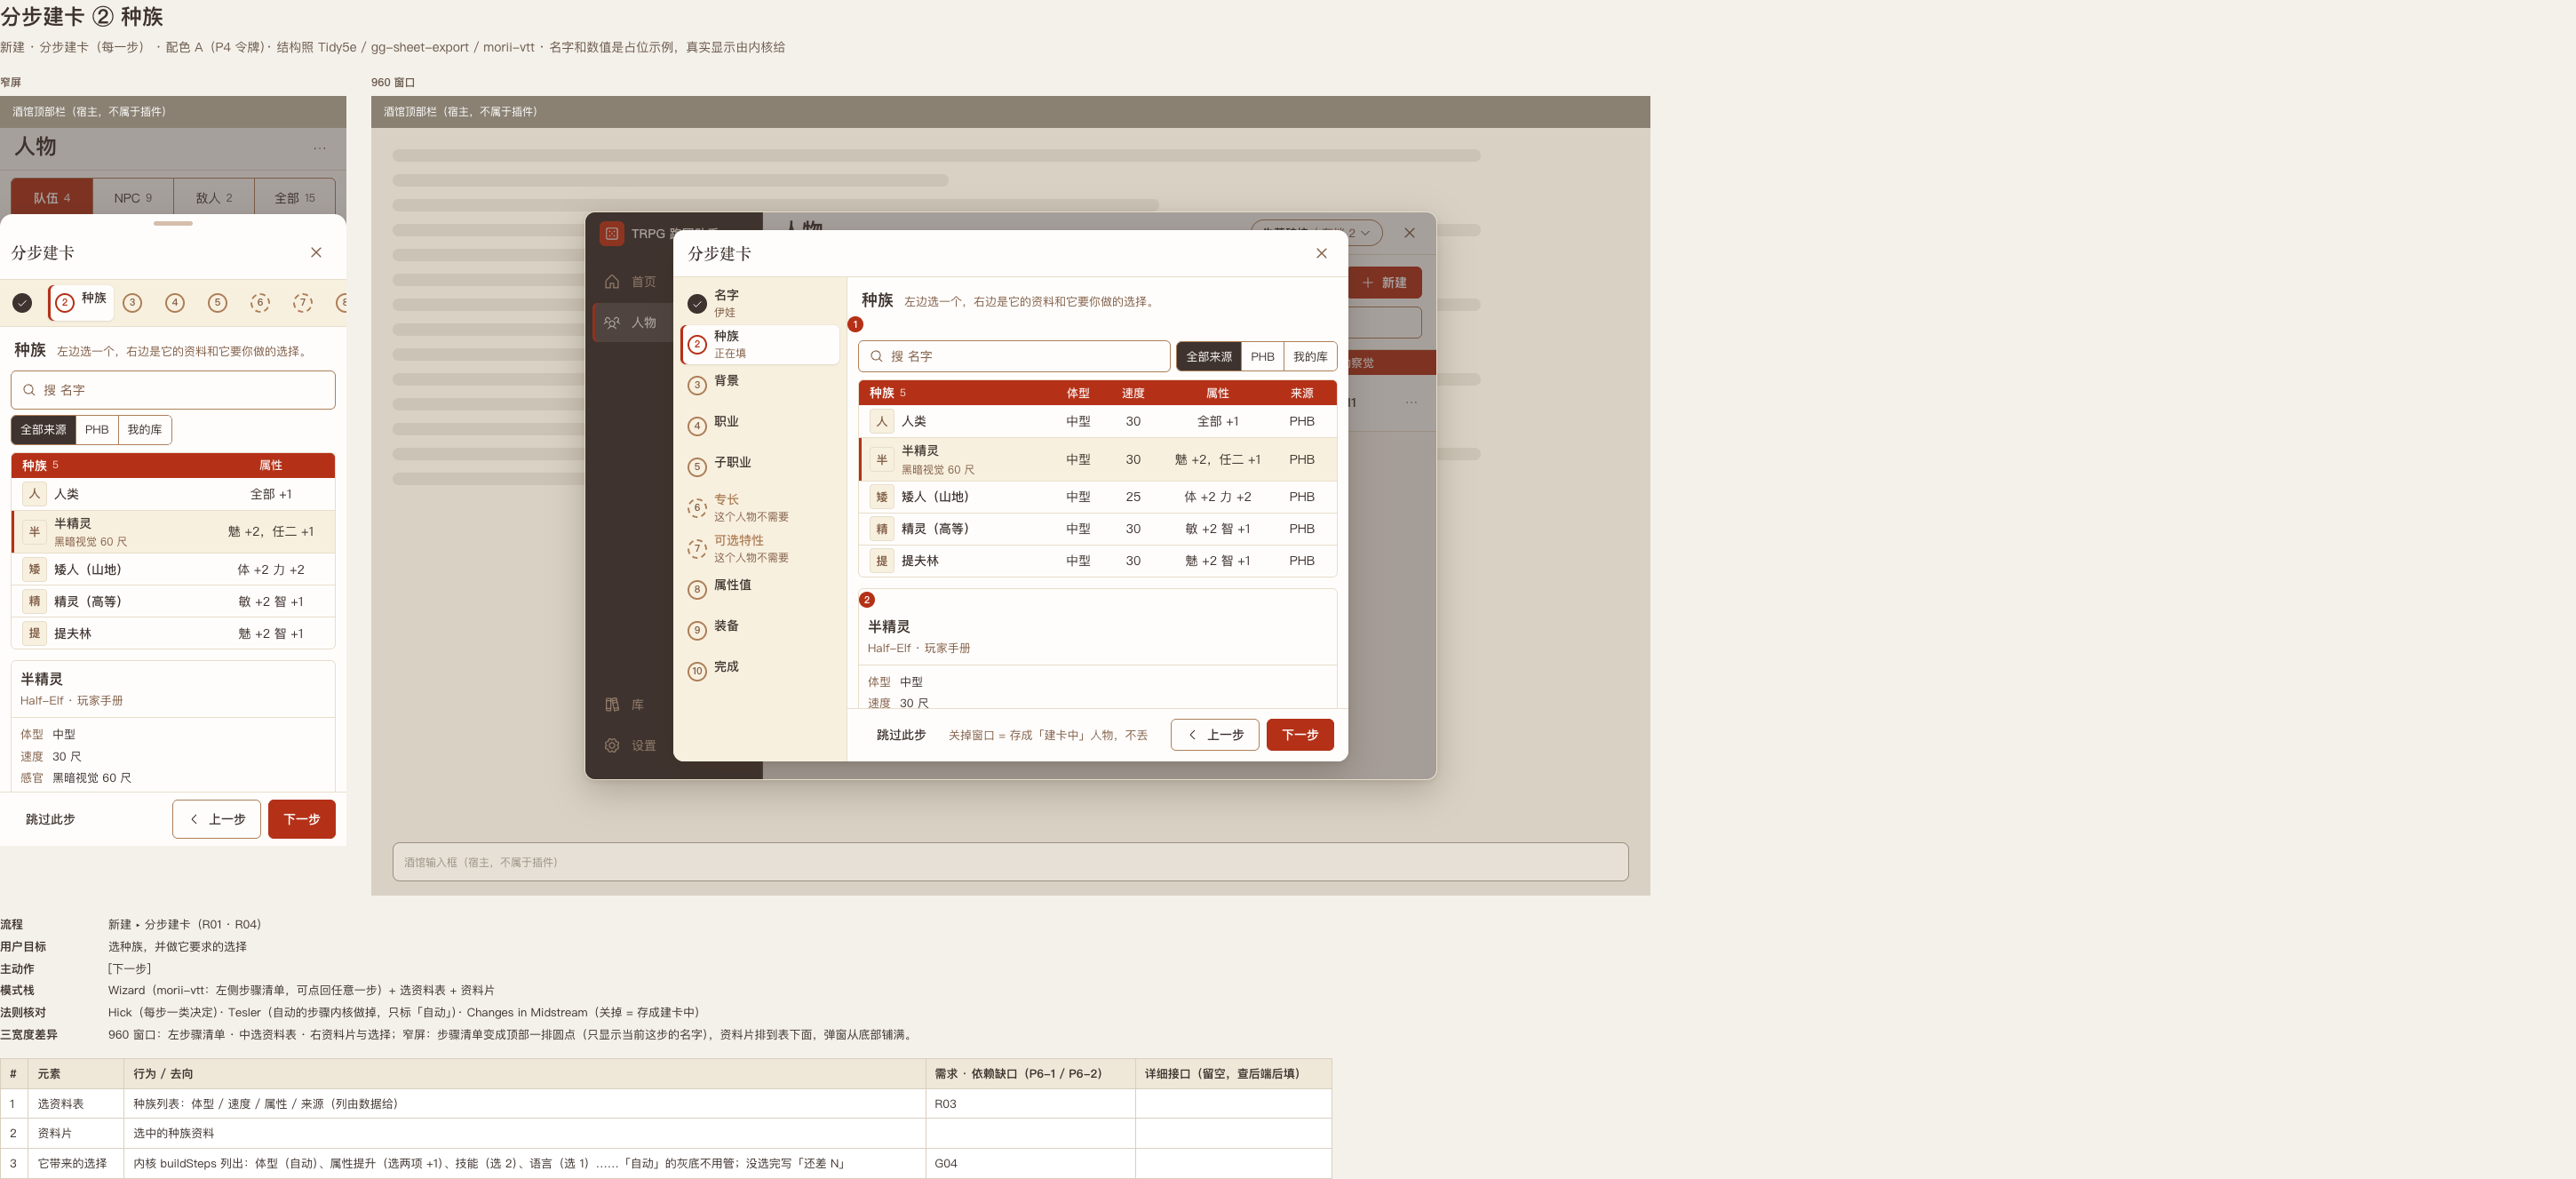 分步建卡 ② 种族
新建 · 分步建卡（每一步） · 配色 A（P4 令牌）· 结构照 Tidy5e / gg-sheet-export / morii-vtt · 名字和数值是占位示例，真实显示由内核给
窄屏
酒馆顶部栏（宿主，不属于插件）
人物
···
队伍 4
NPC 9
敌人 2
全部 15
分步建卡
2 种族
3
4
5
6
7
8
种族 左边选一个，右边是它的资料和它要你做的选择。
搜 名字
全部来源
PHB
我的库
种族 5 属性
人 人类 全部 +1
半 半精灵 魅 +2，任二 +1
黑暗视觉 60 尺
矮 矮人（山地） 体 +2 力 +2
精 精灵（高等） 敏 +2 智 +1
提 提夫林 魅 +2 智 +1
半精灵
Half-Elf · 玩家手册
体型 中型
速度 30 尺
感官 黑暗视觉 60 尺
跳过此步
上一步
下一步
960 窗口
酒馆顶部栏（宿主，不属于插件）
TRPG
首页
人物
库
设置
人物
2
新建
察觉
···
分步建卡
名字
伊娃
2 种族
正在填
3 背景
4 职业
5 子职业
6 专长
这个人物不需要
7 可选特性
这个人物不需要
8 属性值
9 装备
10 完成
种族 左边选一个，右边是它的资料和它要你做的选择。
1
搜 名字
全部来源
PHB
我的库
种族 5 体型 速度 属性 来源
人 人类 中型 30 全部 +1 PHB
半 半精灵 中型 30 魅 +2，任二 +1 PHB
黑暗视觉 60 尺
矮 矮人（山地） 中型 25 体 +2 力 +2 PHB
精 精灵（高等） 中型 30 敏 +2 智 +1 PHB
提 提夫林 中型 30 魅 +2 智 +1 PHB
2
半精灵
Half-Elf · 玩家手册
体型 中型
速度 30 尺
跳过此步
关掉窗口 = 存成「建卡中」人物，不丢
上一步
下一步
酒馆输入框（宿主，不属于插件）
流程 新建 ▸ 分步建卡（R01 · R04）
用户目标 选种族，并做它要求的选择
主动作 [下一步]
模式栈 Wizard（morii-vtt：左侧步骤清单，可点回任意一步）+ 选资料表 + 资料片
法则核对 Hick（每步一类决定）· Tesler（自动的步骤内核做掉，只标「自动」）· Changes in Midstream（关掉 = 存成建卡中）
三宽度差异 960 窗口：左步骤清单 · 中选资料表 · 右资料片与选择；窄屏：步骤清单变成顶部一排圆点（只显示当前这步的名字），资料片排到表下面，弹窗从底部铺满。
# 元素 行为 / 去向 需求 · 依赖缺口（P6-1 / P6-2） 详细接口（留空，查后端后填）
1 选资料表 种族列表：体型 / 速度 / 属性 / 来源（列由数据给） R03
2 资料片 选中的种族资料
3 它带来的选择 内核 buildSteps 列出：体型（自动）、属性提升（选两项 +1）、技能（选 2）、语言（选 1）……「自动」的灰底不用管；没选完写「还差 N」 G04